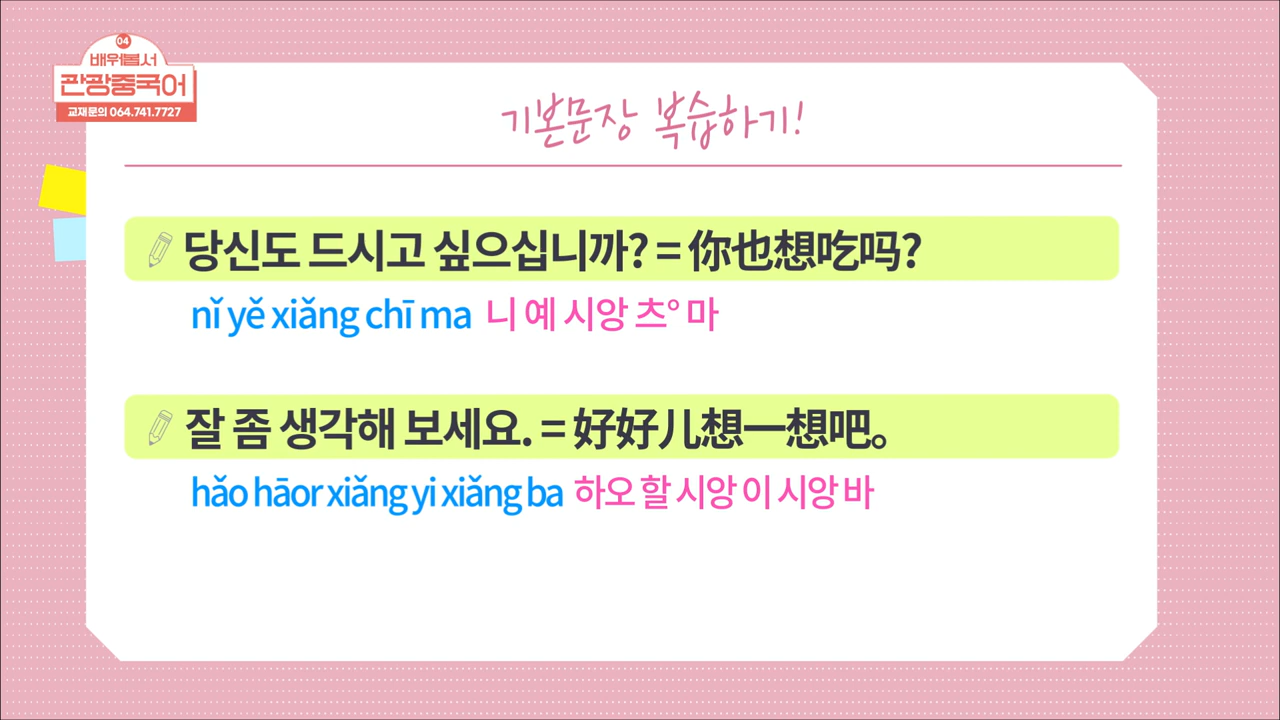 04
배워봅서
관광중국어
교재문의 064.741.7727
기본문장 복습하기!
당신도 드시고 싶으십니까? = 你也想吃吗?
nǐ yě xiǎng chī ma 니 예 시앙 츠° 마
잘 좀 생각해 보세요. = 好好儿想一想吧。
hǎo hāor xiǎng yi xiǎng ba 하오 할 시앙 이 시앙 바